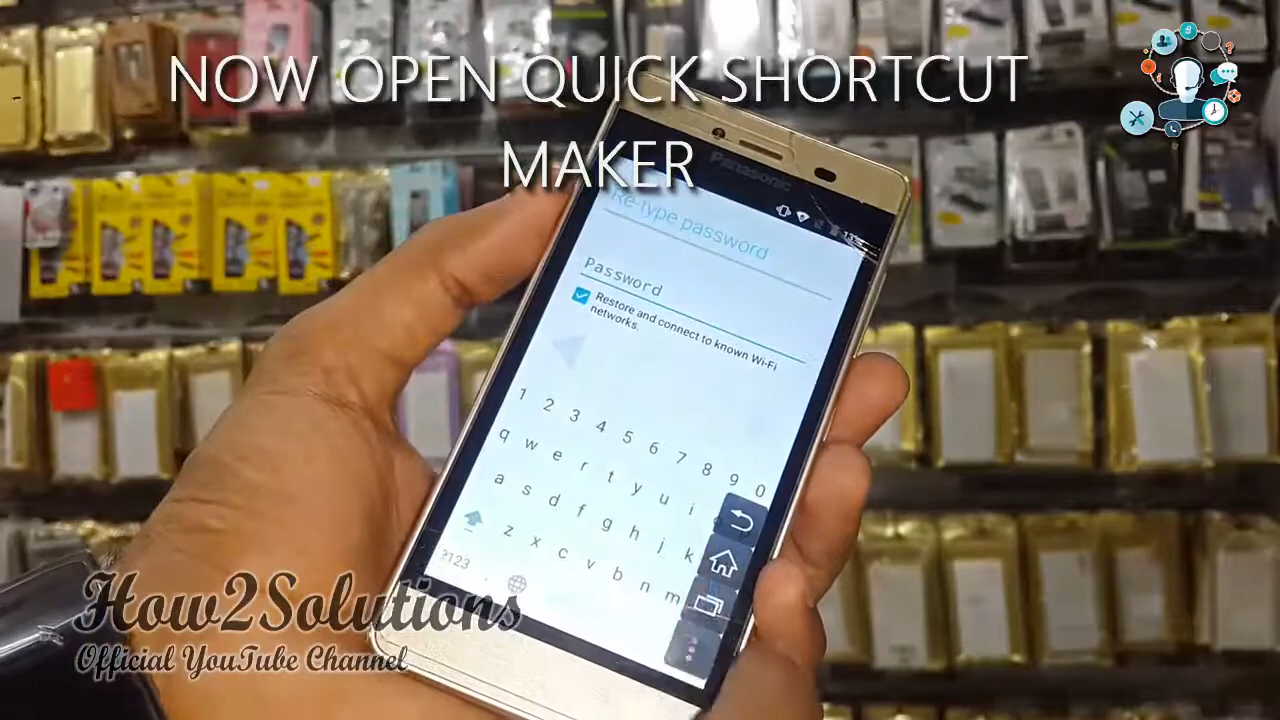 NOW OPEN QUICK SHORTCUT
MAKER
Panasonic
Re-type password
Password
Restore and connect to known Wi-Fi
networks.
1 2 3 4 5 6 7 8 9 0
q w e r t y u i
a s d f g h j k
z x c v b n m
?123
How2Solutions
Official YouTube Channel